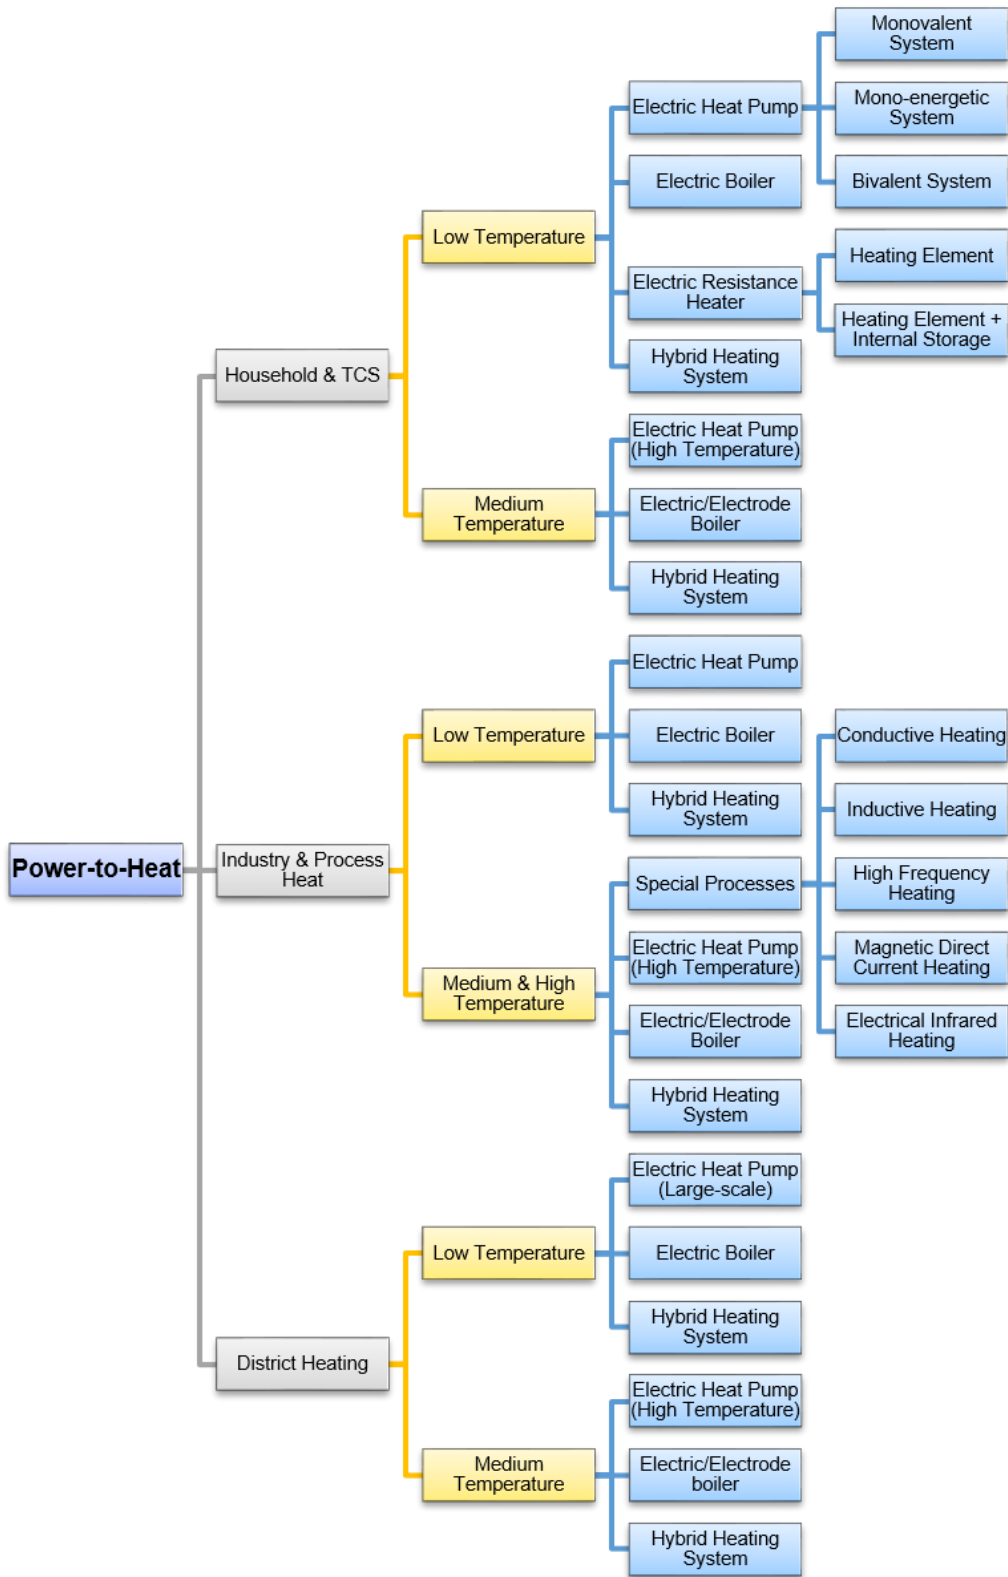 Power-to-Heat
Household & TCS
Low Temperature
Electric Heat Pump
Monovalent
System
Mono-energetic
System
Bivalent System
Electric Boiler
Electric Resistance
Heater
Heating Element
Heating Element +
Internal Storage
Hybrid Heating
System
Medium
Temperature
Electric Heat Pump
(High Temperature)
Electric/Electrode
Boiler
Hybrid Heating
System
Industry & Process
Heat
Low Temperature
Electric Heat Pump
Electric Boiler
Hybrid Heating
System
Medium & High
Temperature
Special Processes
Conductive Heating
Inductive Heating
High Frequency
Heating
Magnetic Direct
Current Heating
Electrical Infrared
Heating
Electric Heat Pump
(High Temperature)
Electric/Electrode
Boiler
Hybrid Heating
System
District Heating
Low Temperature
Electric Heat Pump
(Large-scale)
Electric Boiler
Hybrid Heating
System
Medium
Temperature
Electric Heat Pump
(High Temperature)
Electric/Electrode
boiler
Hybrid Heating
System